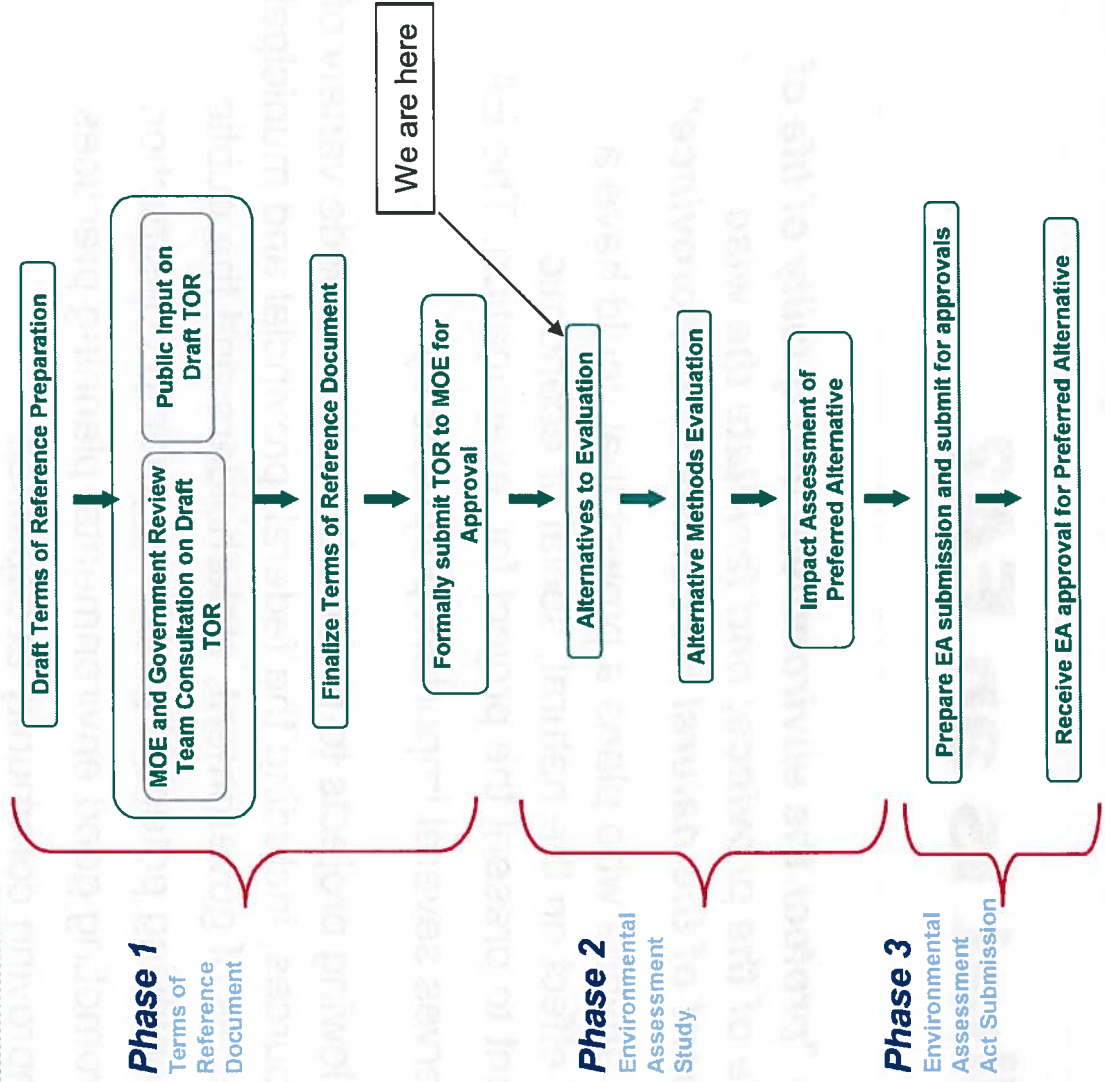 Draft Terms of Reference Preparation
MOE and Government Review
Team Consultation on Draft
TOR
Public Input on
Draft TOR
Finalize Terms of Reference Document
Formally submit TOR to MOE for
Approval
We are here
Alternatives to Evaluation
Alternative Methods Evaluation
Impact Assessment of
Preferred Alternative
Prepare EA submission and submit for approvals
Receive EA approval for Preferred Alternative
Phase 1
Terms of
Reference
Document
Phase 2
Environmental
Assessment
Study
Phase 3
Environmental
Assessment
Act Submission